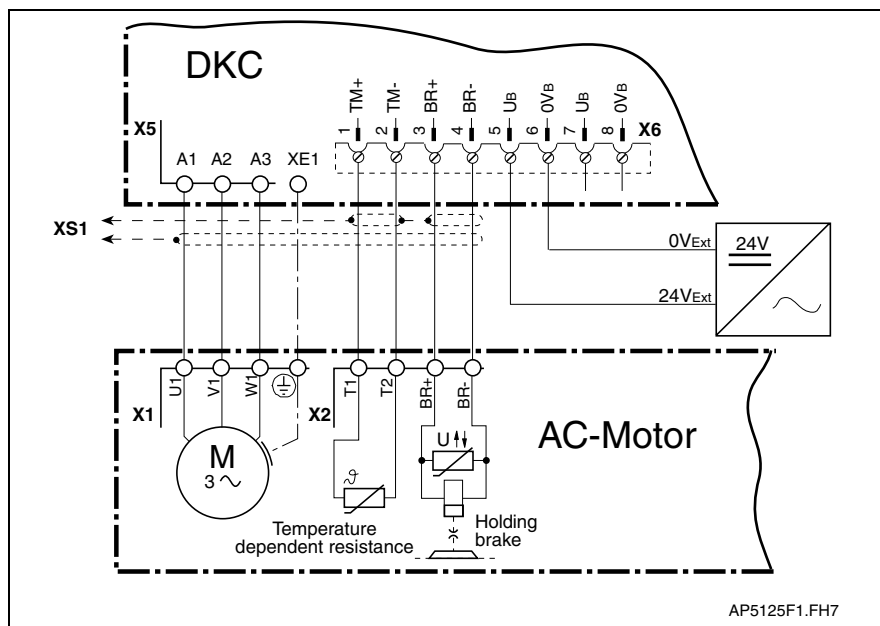 DKC
TM+
TM-
BR+
BR-
UB
0VB
UB
0VB
1
2
3
4
5
6
7
8
X6
X5
A1
A2
A3
XE1
XS1
0VExt
24V
24VExt
X1
U1
V1
W1
X2
T1
T2
BR+
BR-
M
3
U
ϑ
AC-Motor
Temperature
dependent resistance
Holding
brake
AP5125F1.FH7